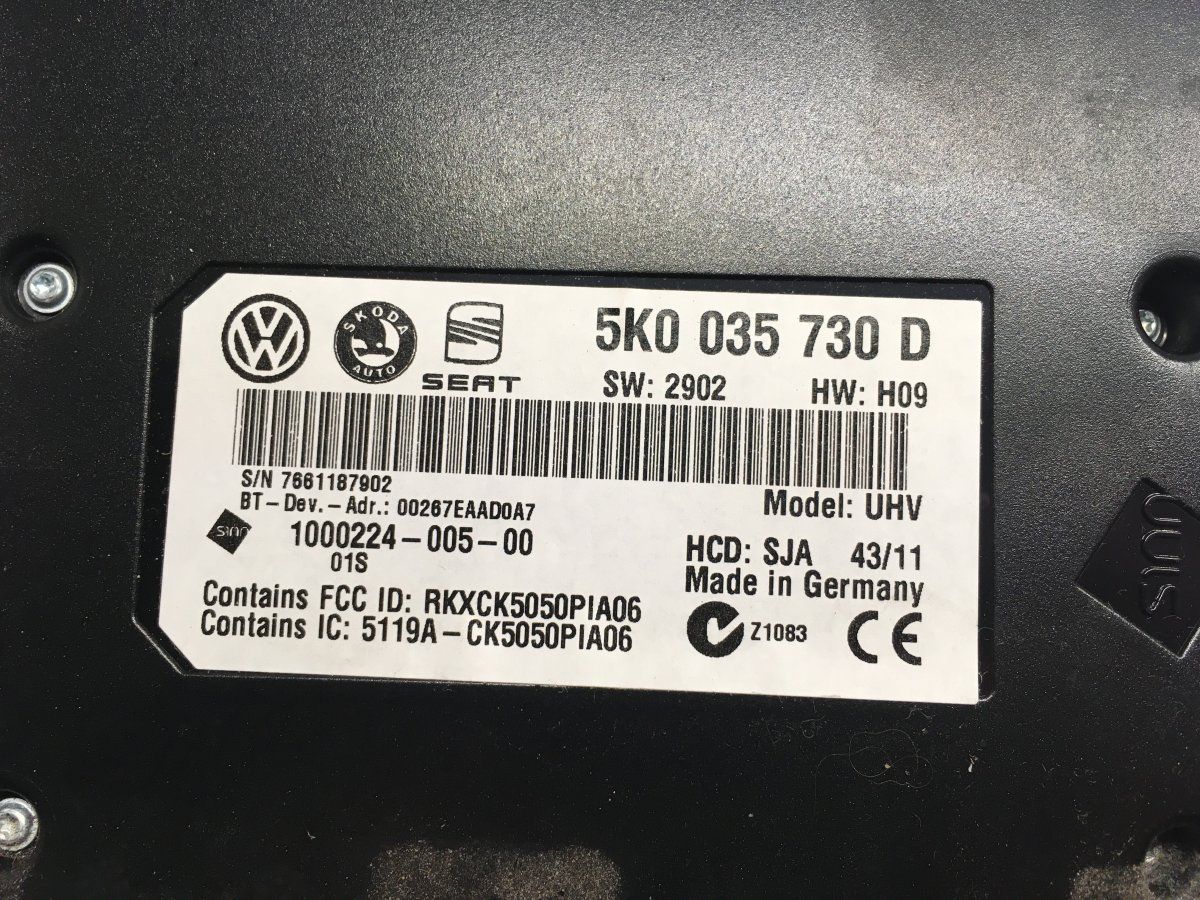 SKODA
AUTO
SEAT
5K0 035 730 D
SW: 2902 HW: H09
S/N 7661187902
BT-Dev.-Adr.: 00267EAAD0A7
Model: UHV
1000224-005-00
01S
HCD: SJA 43/11
Made in Germany
Contains FCC ID: RKXCK5050PIA06
Contains IC: 5119A-CK5050PIA06
Z1083
CE